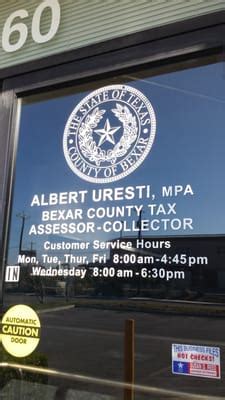 60
THE STATE OF TEXAS
COUNTY OF BEXAR
ALBERT URESTI, MPA
BEXAR COUNTY TAX
ASSESSOR-COLLECTOR
Customer Service Hours
Mon, Tue, Thur, Fri 8:00am-4:45pm
Wednesday 8:00am-6:30pm
IN
AUTOMATIC
CAUTION
DOOR
THIS BUSINESS FILES
HOT CHECKS!